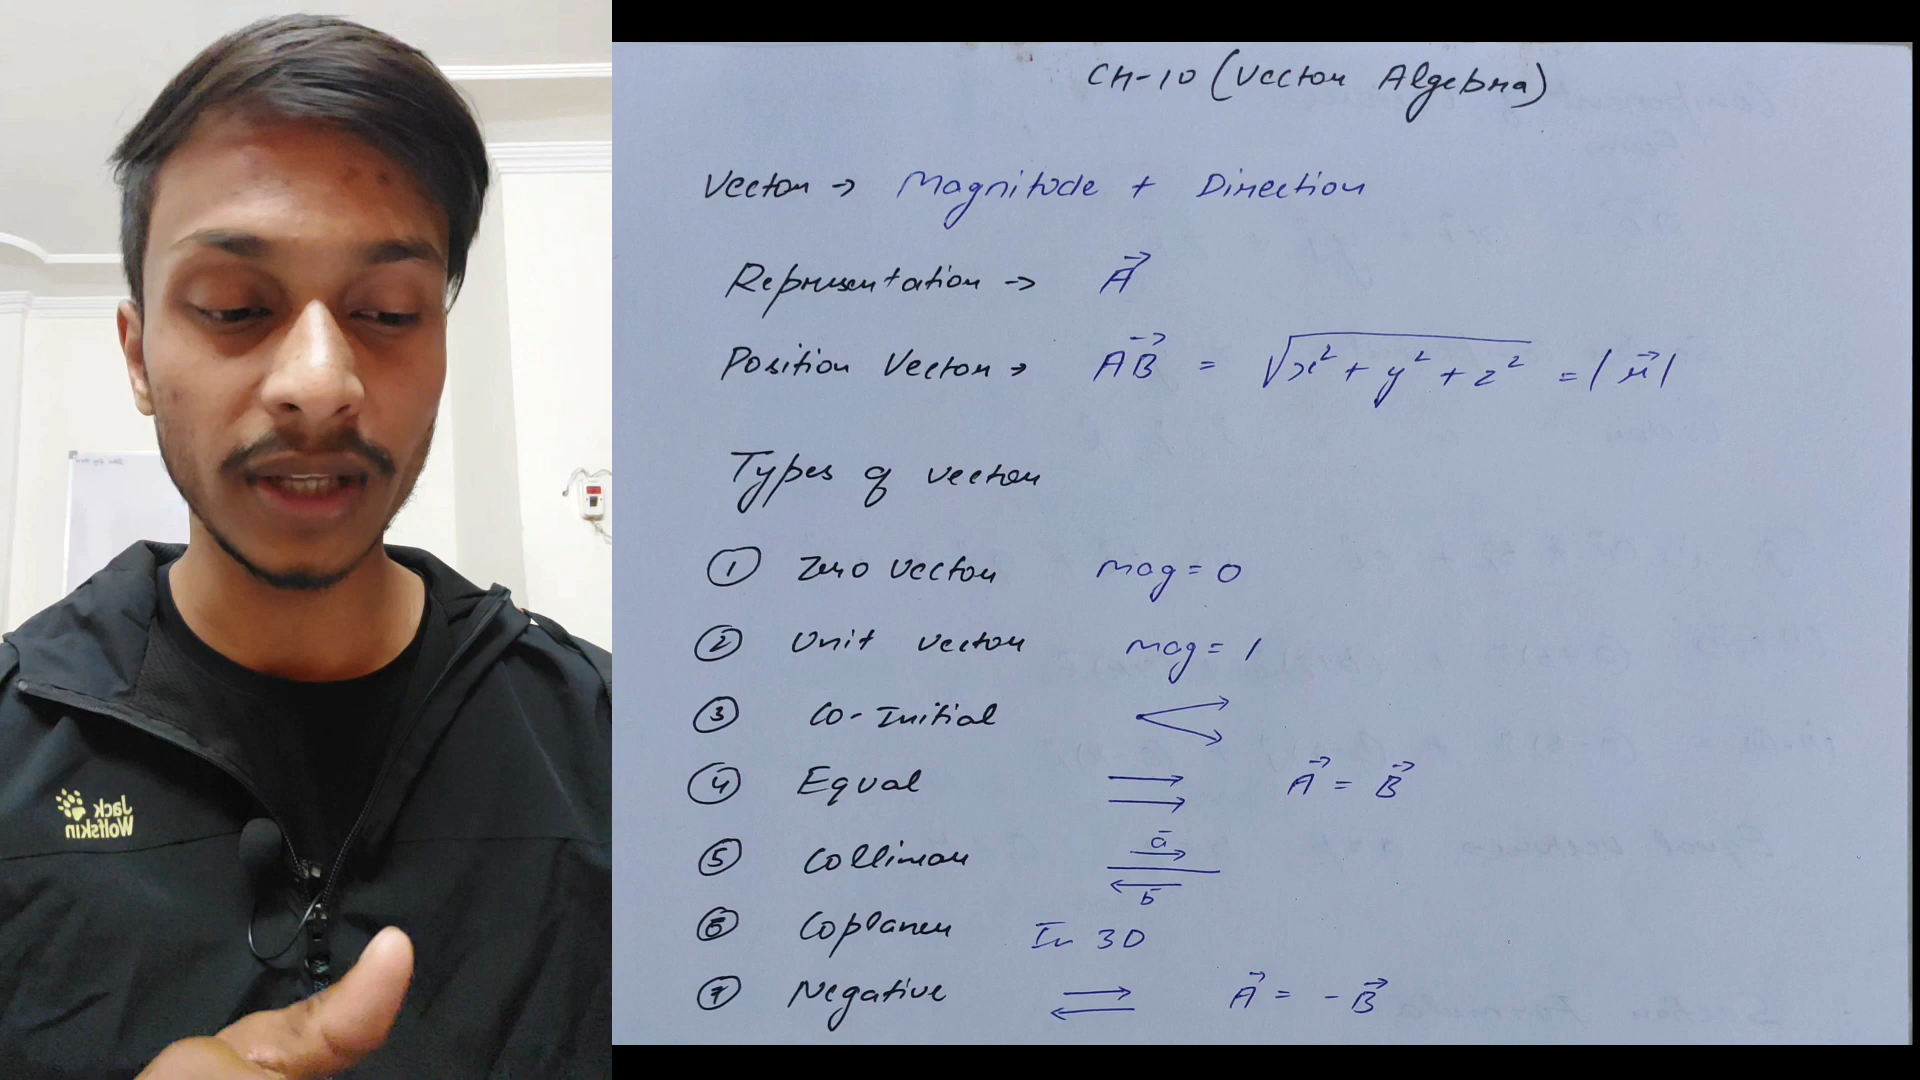 CH-10 (Vector Algebra)
Vector → Magnitude + Direction
Representation → A⃗
Position Vector → AB⃗ = √x² + y² + z² = |r⃗|
Types of vector
① Zero Vector mag = 0
② Unit vector mag = 1
③ Co-Initial
④ Equal A⃗ = B⃗
⑤ Collinear a⃗
b⃗
⑥ Coplaner In 3D
⑦ Negative A⃗ = - B⃗
Jack
Wolfskin